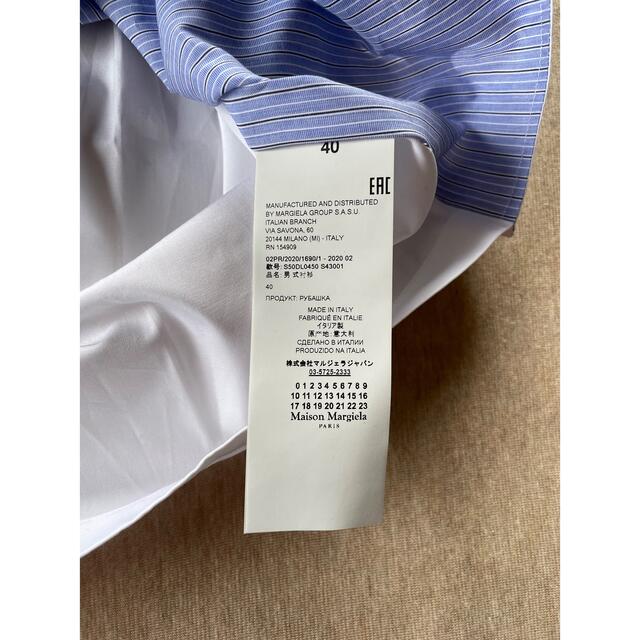 40
EAC
MANUFACTURED AND DISTRIBUTED
BY MARGIELA GROUP S.A.S.U.
ITALIAN BRANCH
VIA SAVONA, 60
20144 MILANO (MI) - ITALY
RN 154909
02PR/2020/1690/1 - 2020 02
款号: S50DL0450 S43001
品名: 男式衬衫
40
ПРОДУКТ: РУБАШКА
MADE IN ITALY
FABRIQUÉ EN ITALIE
イタリア製
原产地: 意大利
СДЕЛАНО В ИТАЛИИ
PRODUZIDO NA ITALIA
株式会社マルジェラジャパン
03-5725-2333
0 1 2 3 4 5 6 7 8 9
10 11 12 13 14 15 16
17 18 19 20 21 22 23
Maison Margiela
PARIS